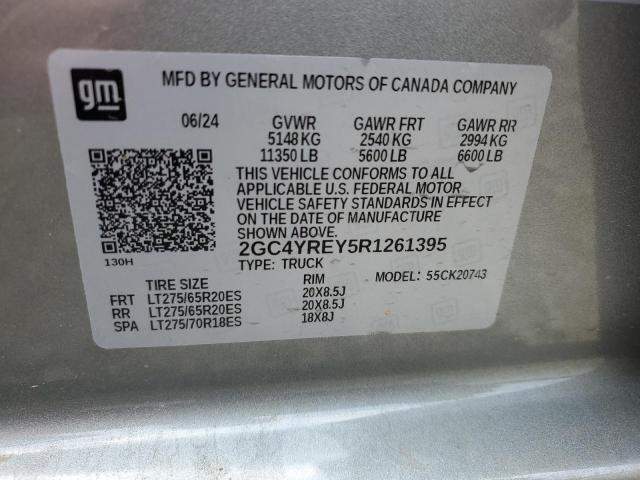 gm
MFD BY GENERAL MOTORS OF CANADA COMPANY
06/24 GVWR GAWR FRT GAWR RR
5148 KG 2540 KG 2994 KG
11350 LB 5600 LB 6600 LB
THIS VEHICLE CONFORMS TO ALL
APPLICABLE U.S. FEDERAL MOTOR
VEHICLE SAFETY STANDARDS IN EFFECT
ON THE DATE OF MANUFACTURE
SHOWN ABOVE.
130H 2GC4YREY5R1261395
TYPE: TRUCK MODEL: 55CK20743
TIRE SIZE RIM
FRT LT275/65R20ES 20X8.5J
RR LT275/65R20ES 20X8.5J
SPA LT275/70R18ES 18X8J